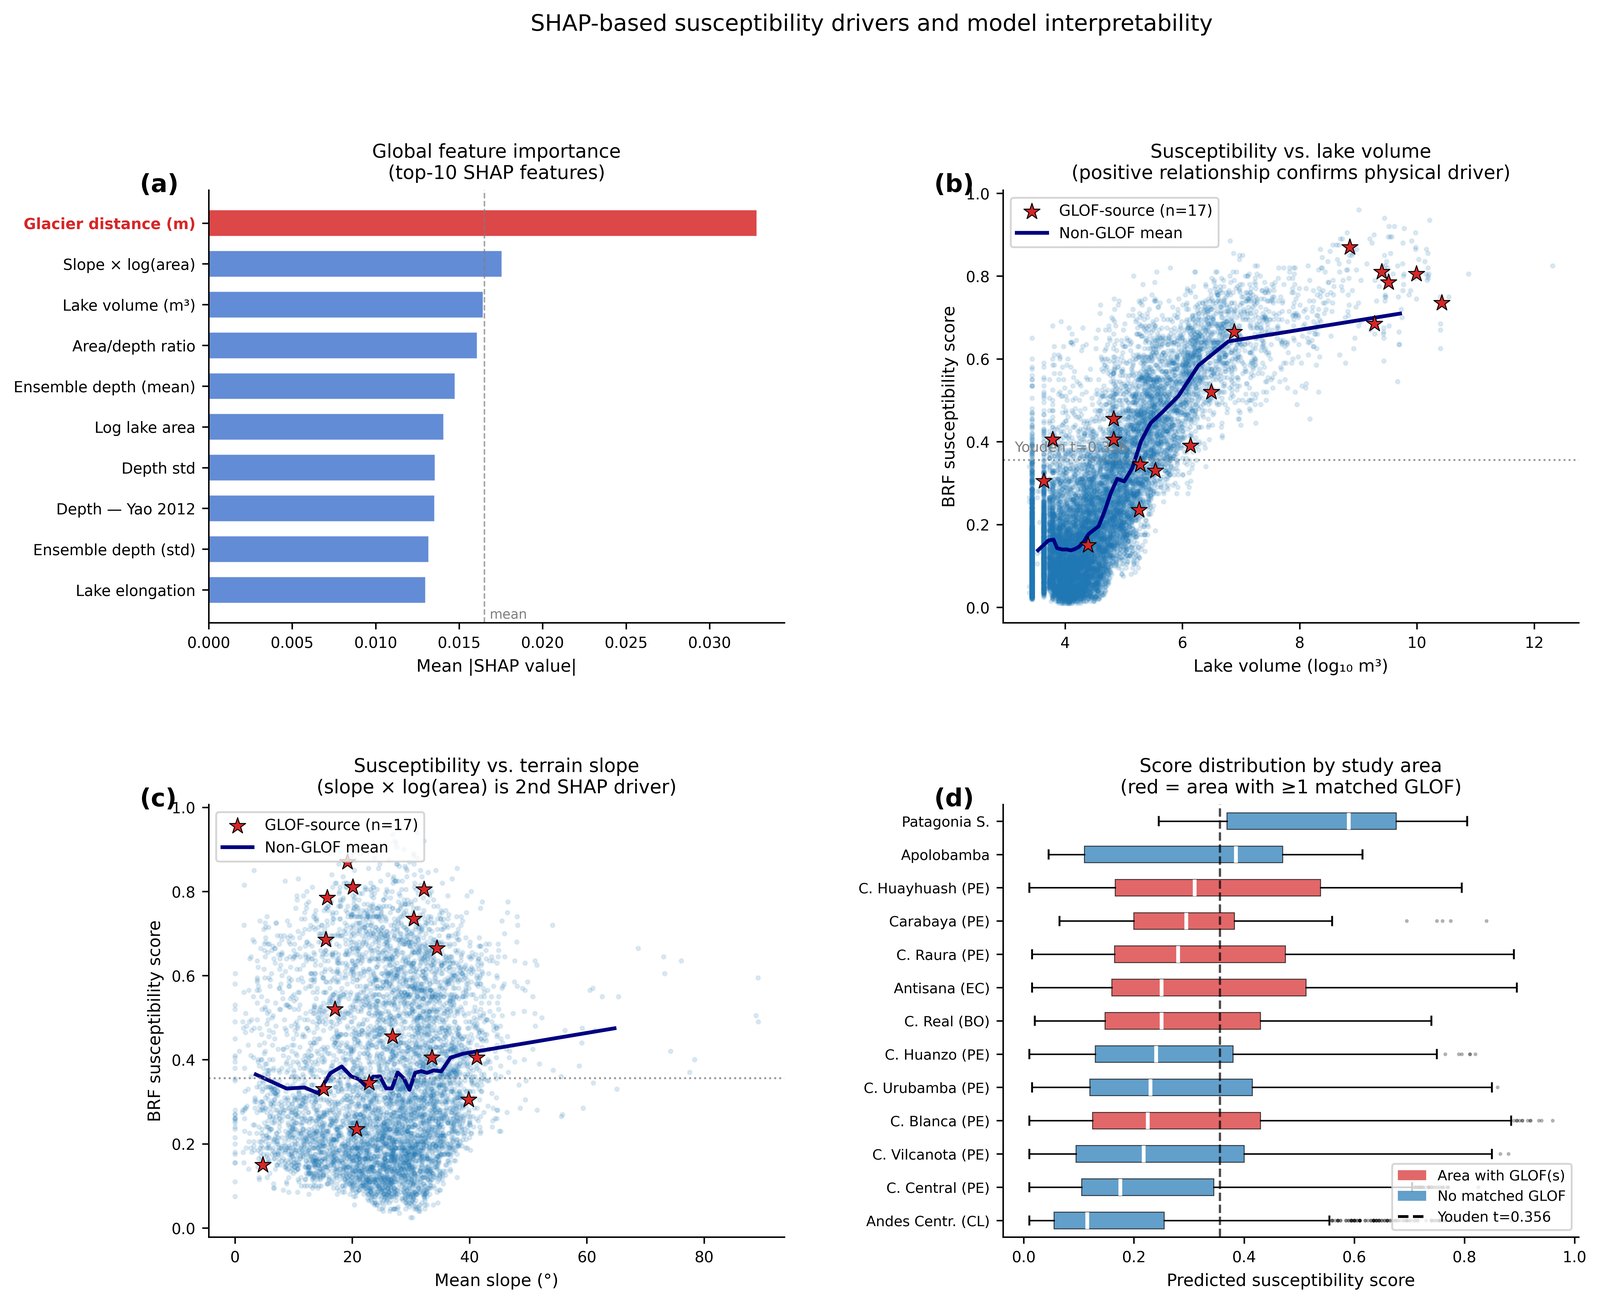 SHAP-based susceptibility drivers and model interpretability
(a)
Global feature importance
(top-10 SHAP features)
Glacier distance (m)
Slope × log(area)
Lake volume (m³)
Area/depth ratio
Ensemble depth (mean)
Log lake area
Depth std
Depth — Yao 2012
Ensemble depth (std)
Lake elongation
mean
0.000 0.005 0.010 0.015 0.020 0.025 0.030
Mean |SHAP value|
(b)
Susceptibility vs. lake volume
(positive relationship confirms physical driver)
GLOF-source (n=17)
Non-GLOF mean
1.0
0.8
0.6
0.4
0.2
0.0
BRF susceptibility score
Youden
4 6 8 10 12
Lake volume (log₁₀ m³)
(c)
Susceptibility vs. terrain slope
(slope × log(area) is 2nd SHAP driver)
GLOF-source (n=17)
Non-GLOF mean
1.0
0.8
0.6
0.4
0.2
0.0
BRF susceptibility score
0 20 40 60 80
Mean slope (°)
(d)
Score distribution by study area
(red = area with ≥1 matched GLOF)
Patagonia S.
Apolobamba
C. Huayhuash (PE)
Carabaya (PE)
C. Raura (PE)
Antisana (EC)
C. Real (BO)
C. Huanzo (PE)
C. Urubamba (PE)
C. Blanca (PE)
C. Vilcanota (PE)
C. Central (PE)
Andes Centr. (CL)
Area with GLOF(s)
No matched GLOF
Youden t=0.356
0.0 0.2 0.4 0.6 0.8 1.0
Predicted susceptibility score